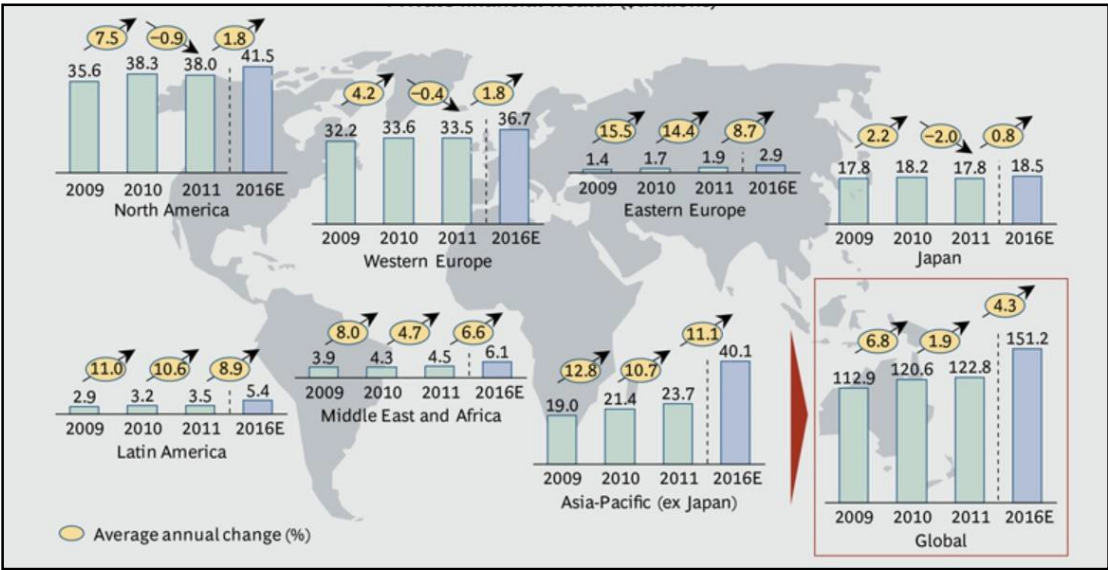 7.5 −0.9 1.8
35.6 38.3 38.0 41.5
2009 2010 2011 2016E
North America
4.2 −0.4 1.8
32.2 33.6 33.5 36.7
2009 2010 2011 2016E
Western Europe
15.5 14.4 8.7
1.4 1.7 1.9 2.9
2009 2010 2011 2016E
Eastern Europe
2.2 −2.0 0.8
17.8 18.2 17.8 18.5
2009 2010 2011 2016E
Japan
11.0 10.6 8.9
2.9 3.2 3.5 5.4
2009 2010 2011 2016E
Latin America
8.0 4.7 6.6
3.9 4.3 4.5 6.1
2009 2010 2011 2016E
Middle East and Africa
12.8 10.7 11.1
19.0 21.4 23.7 40.1
2009 2010 2011 2016E
Asia-Pacific (ex Japan)
6.8 1.9 4.3
112.9 120.6 122.8 151.2
2009 2010 2011 2016E
Global
Average annual change (%)